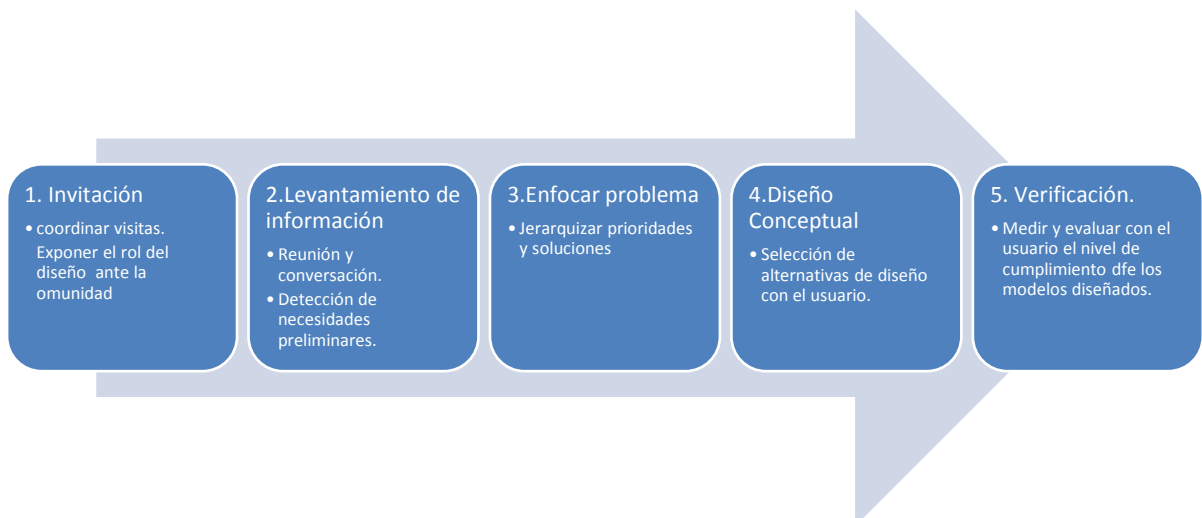 1. Invitación
• coordinar visitas.
Exponer el rol del
diseño ante la
omunidad
2.Levantamiento de
información
• Reunión y
conversación.
• Detección de
necesidades
preliminares.
3.Enfocar problema
• Jerarquizar prioridades
y soluciones
4.Diseño
Conceptual
• Selección de
alternativas de diseño
con el usuario.
5. Verificación.
• Medir y evaluar con el
usuario el nivel de
cumplimiento dfe los
modelos diseñados.